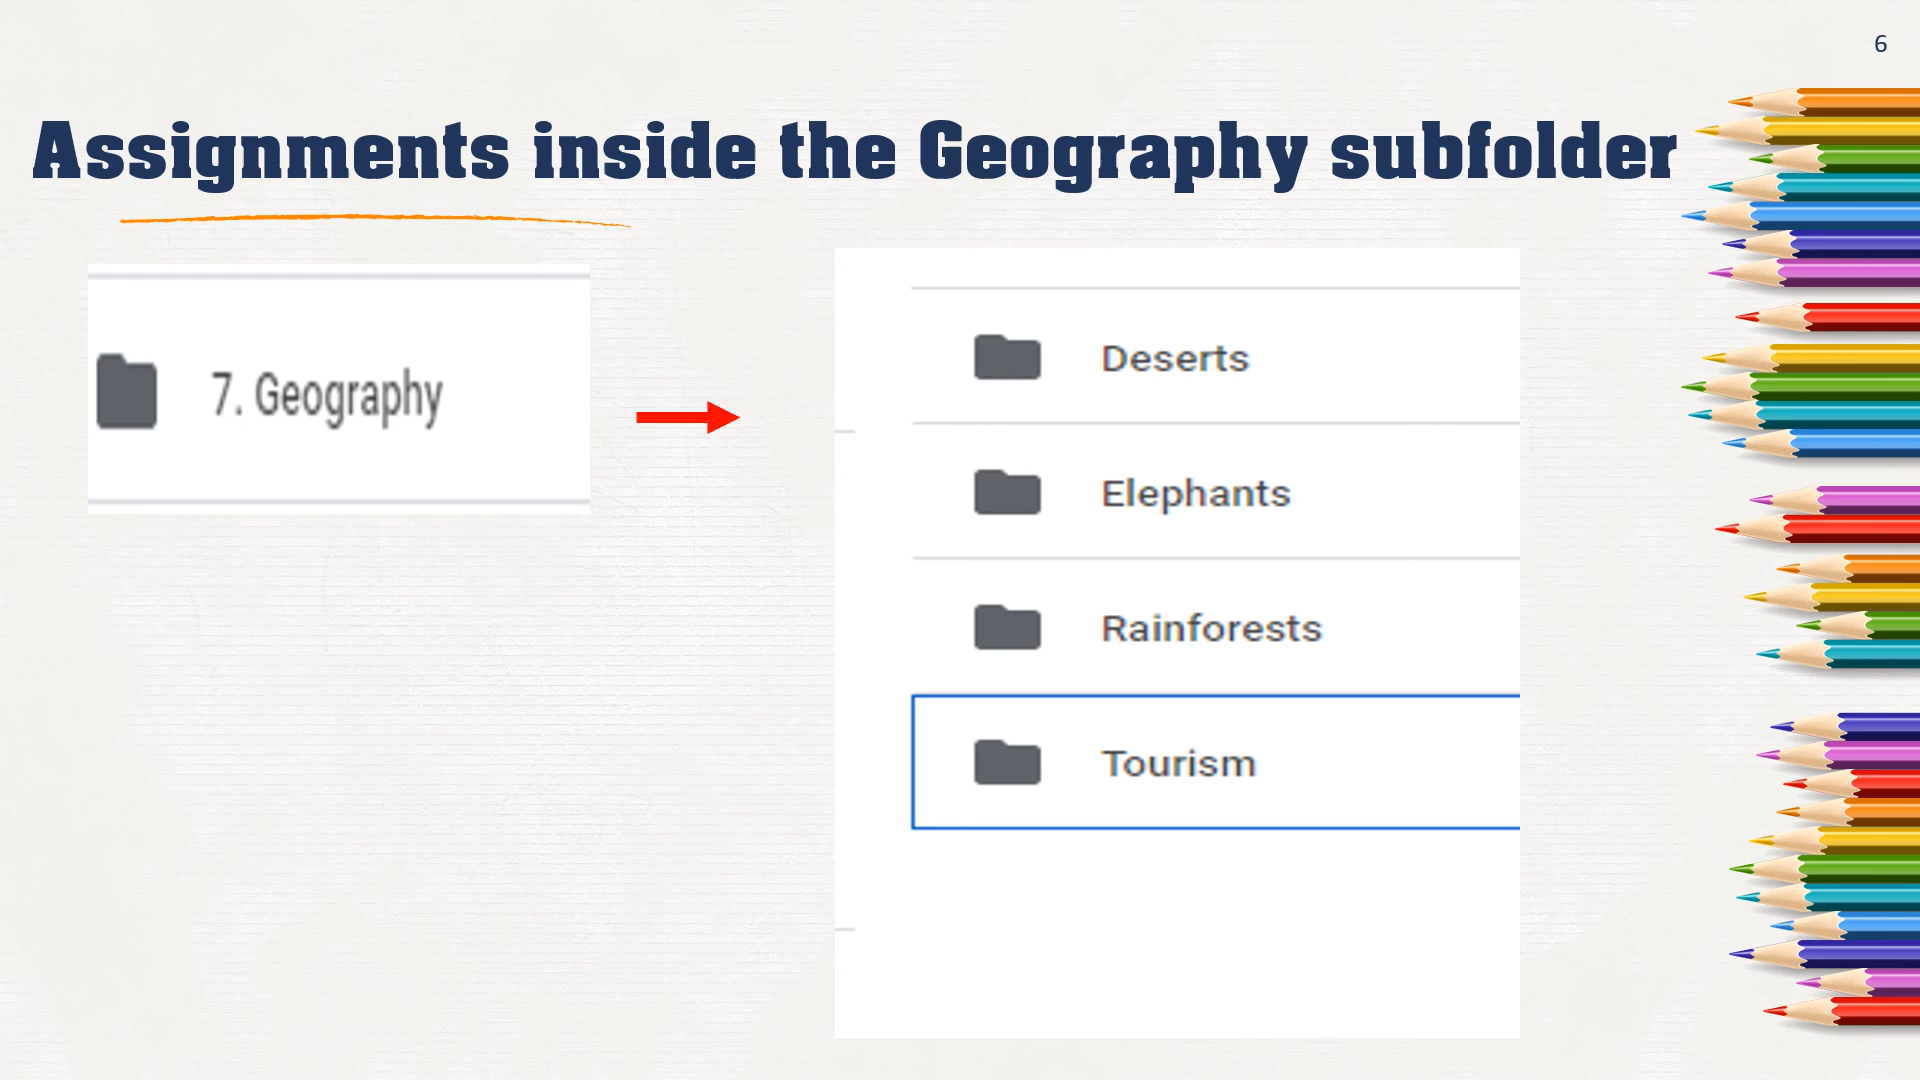 6
Assignments inside the Geography subfolder
7. Geography
Deserts
Elephants
Rainforests
Tourism